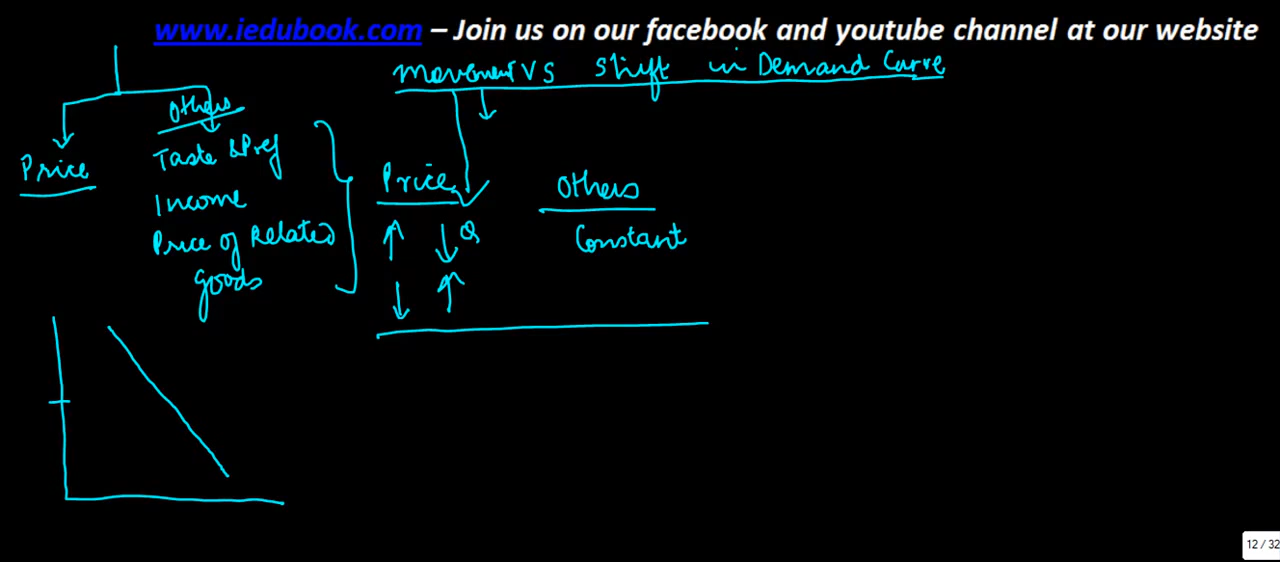 www.iedubook.com – Join us on our facebook and youtube channel at our website
Movement VS Shift in Demand Curve
Others
Price
Taste & Pref
Income
Price of Related
goods
Price
Others
Q
Constant
12 / 32